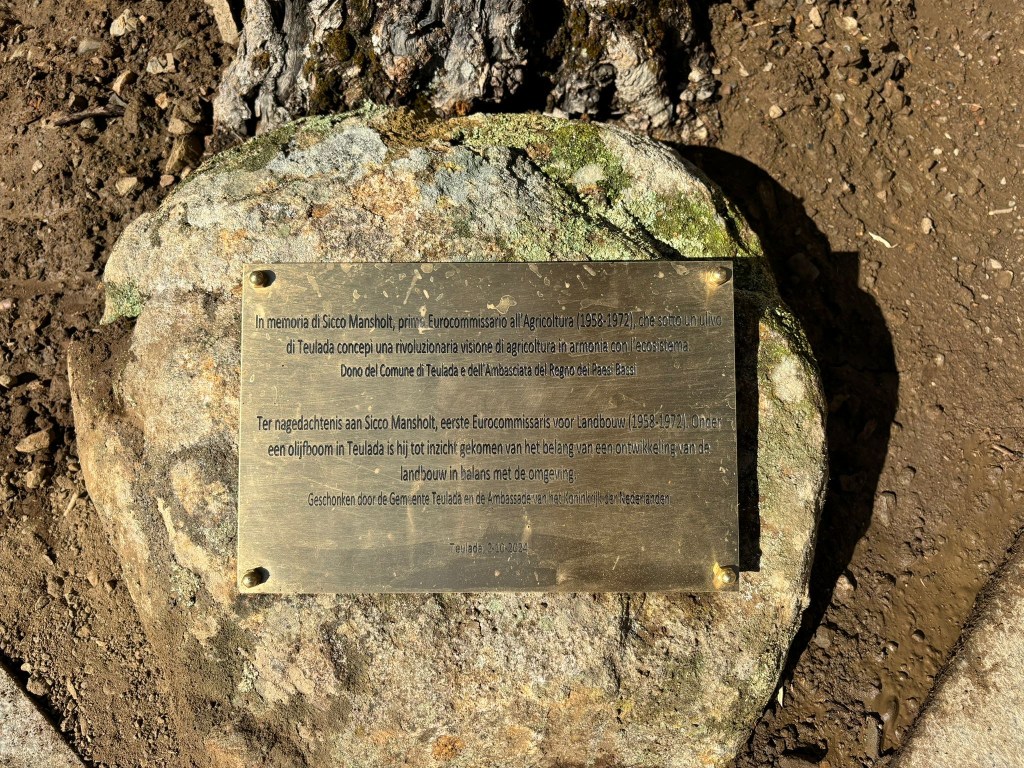 In memoria di Sicco Mansholt, primo Eurocommissario all'Agricoltura (1958-1972), che sotto un ulivo
di Teulada concepì una rivoluzionaria visione di agricoltura in armonia con l'ecosistema
Dono del Comune di Teulada e dell'Ambasciata del Regno dei Paesi Bassi
Ter nagedachtenis aan Sicco Mansholt, eerste Eurocommissaris voor Landbouw (1958-1972). Onder
een olijfboom in Teulada is hij tot inzicht gekomen van het belang van een ontwikkeling van de
landbouw in balans met de omgeving.
Geschonken door de Gemeente Teulada en de Ambassade van het Koninkrijk der Nederlanden.
Teulada, 3-10-2024